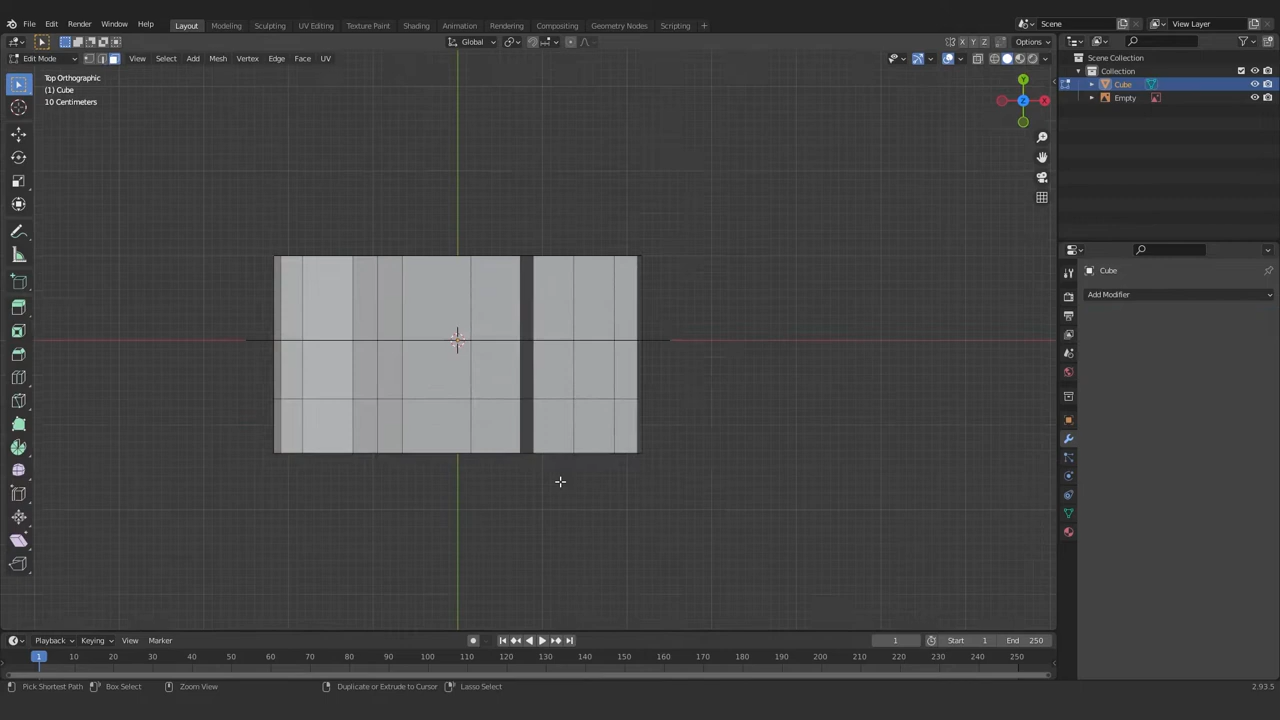 File Edit Render Window Help Layout Modeling Sculpting UV Editing Texture Paint Shading Animation Rendering Compositing Geometry Nodes Scripting + Scene View Layer
Global X Y Z Options
Edit Mode View Select Add Mesh Vertex Edge Face UV
Top Orthographic
(1) Cube
10 Centimeters
Y
Z X
Scene Collection
Collection
Cube
Empty
Cube
Add Modifier
Playback Keying View Marker 1 Start 1 End 250
1 10 20 30 40 50 60 70 80 90 100 110 120 130 140 150 160 170 180 190 200 210 220 230 240 250
Pick Shortest Path Box Select Zoom View Duplicate or Extrude to Cursor Lasso Select 2.93.5